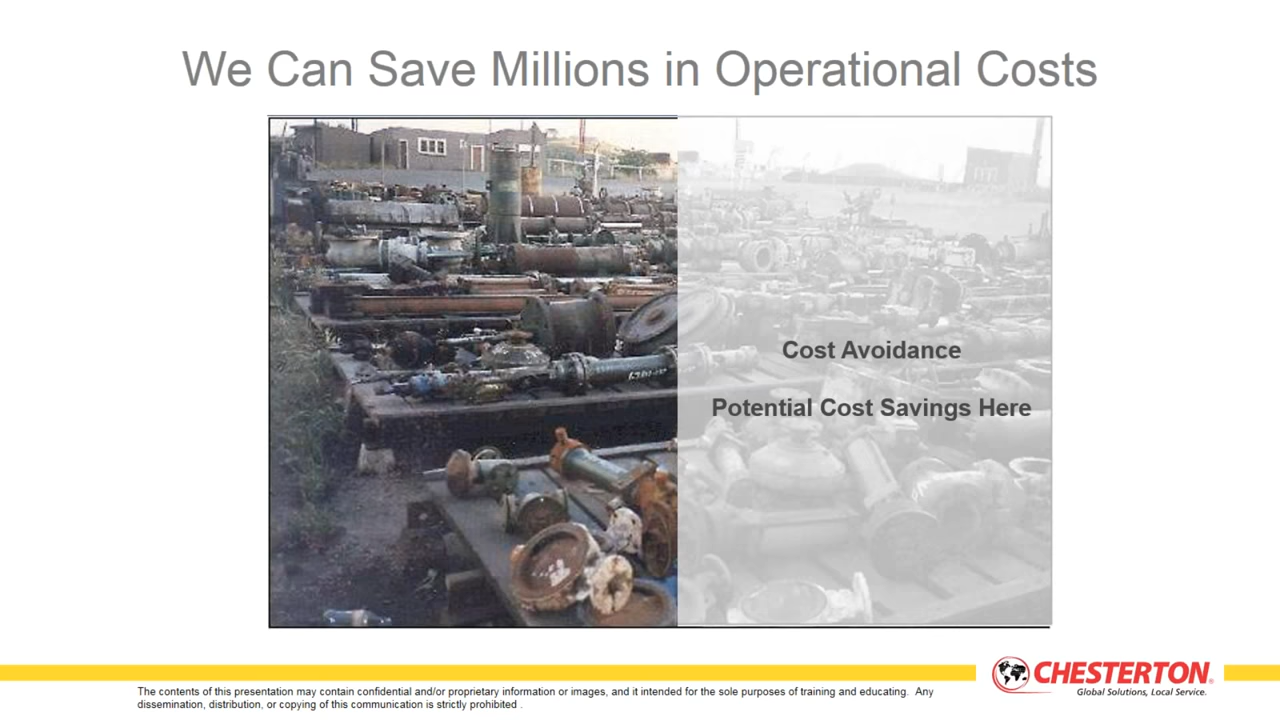 We Can Save Millions in Operational Costs
Cost Avoidance
Potential Cost Savings Here
CHESTERTON®
Global Solutions, Local Service.
The contents of this presentation may contain confidential and/or proprietary information or images, and it intended for the sole purposes of training and educating. Any
dissemination, distribution, or copying of this communication is strictly prohibited .